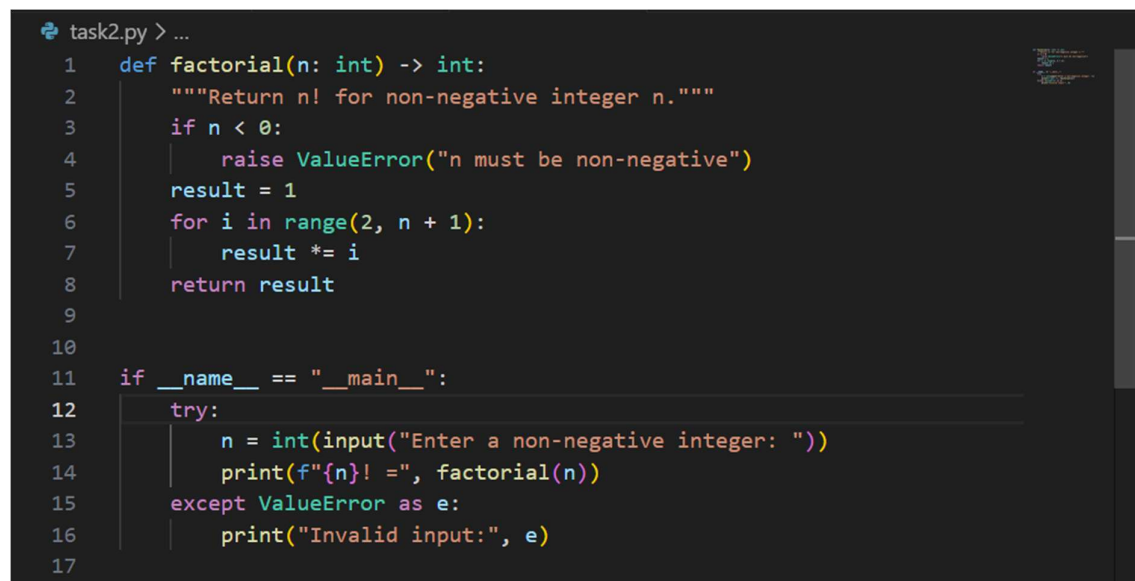 task2.py > ...
1 def factorial(n: int) -> int:
2     """Return n! for non-negative integer n."""
3     if n < 0:
4         raise ValueError("n must be non-negative")
5     result = 1
6     for i in range(2, n + 1):
7         result *= i
8     return result
9
10
11 if __name__ == "__main__":
12     try:
13         n = int(input("Enter a non-negative integer: "))
14         print(f"{n}! =", factorial(n))
15     except ValueError as e:
16         print("Invalid input:", e)
17